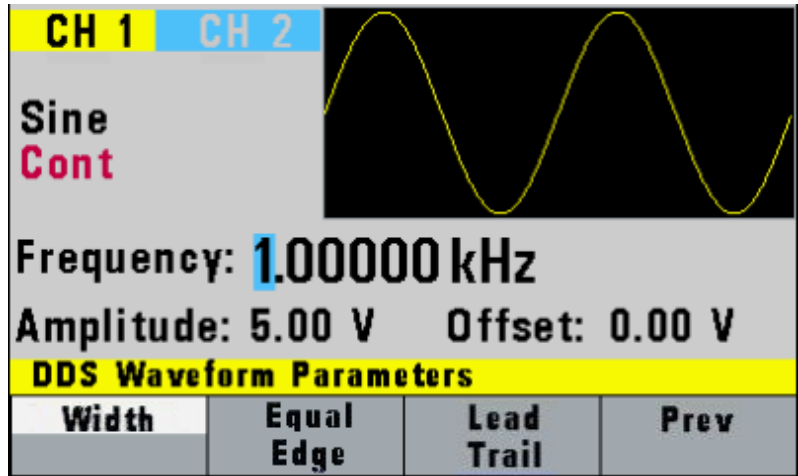 CH 1 CH 2
Sine
Cont
Frequency: 1.00000 kHz
Amplitude: 5.00 V Offset: 0.00 V
DDS Waveform Parameters
Width Equal Edge Lead Trail Prev